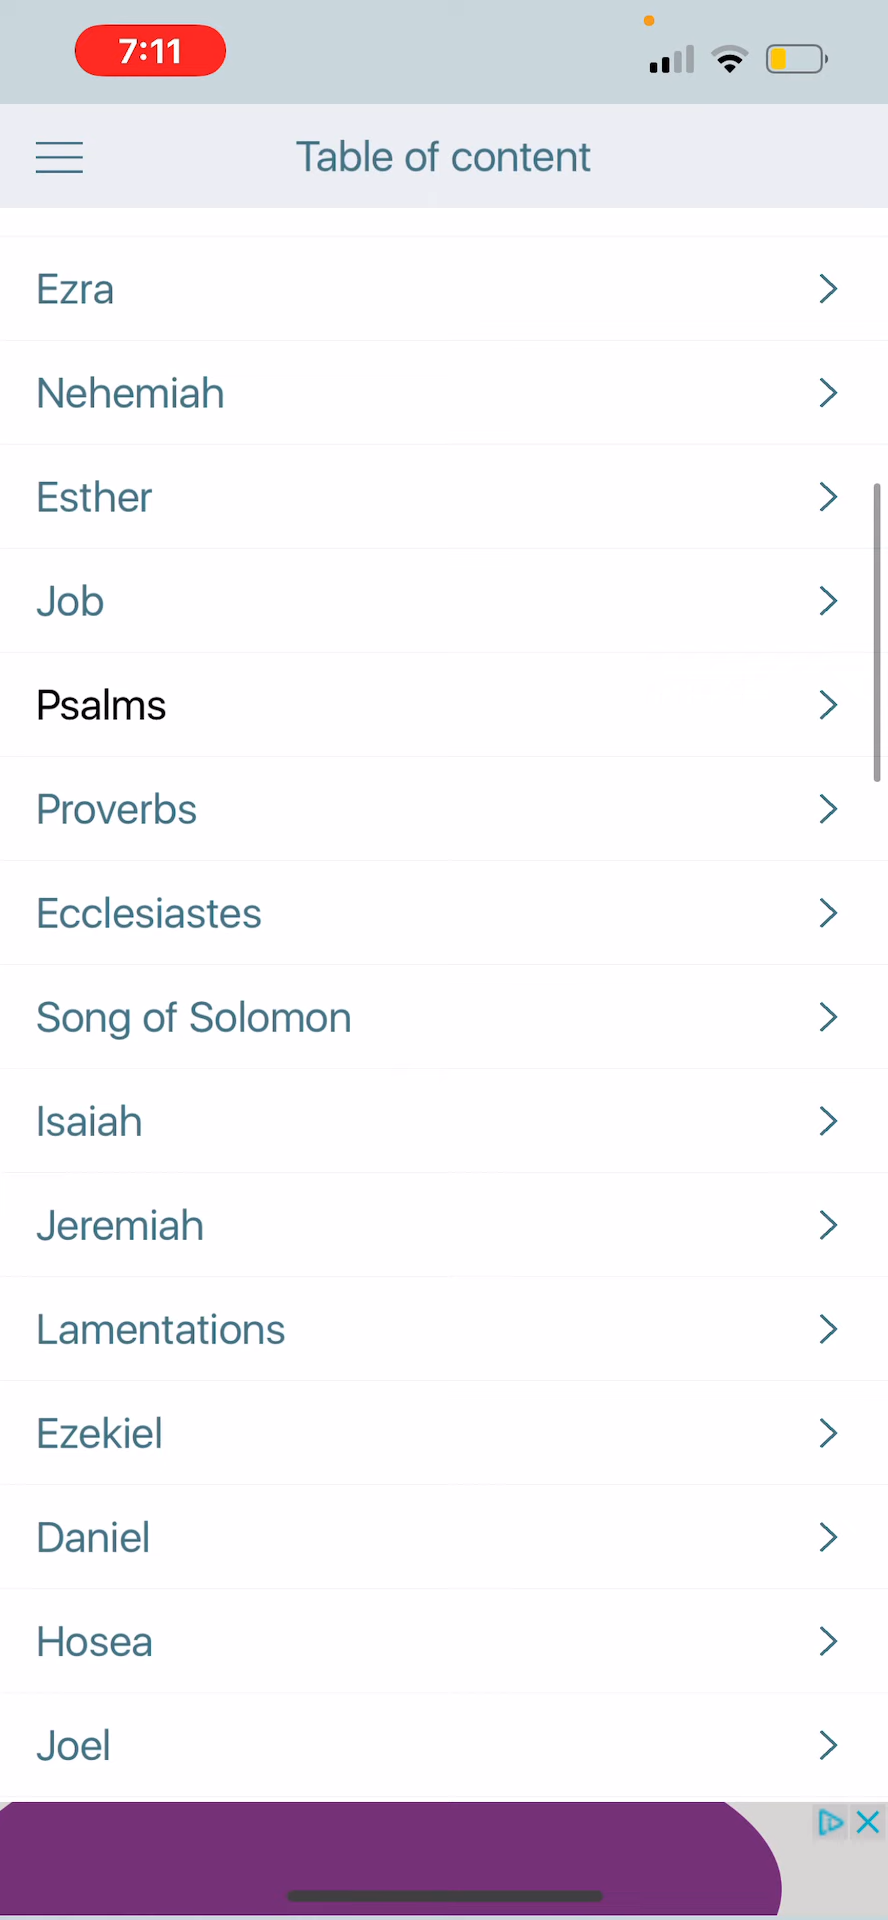 7:11
Table of content
Ezra
Nehemiah
Esther
Job
Psalms
Proverbs
Ecclesiastes
Song of Solomon
Isaiah
Jeremiah
Lamentations
Ezekiel
Daniel
Hosea
Joel